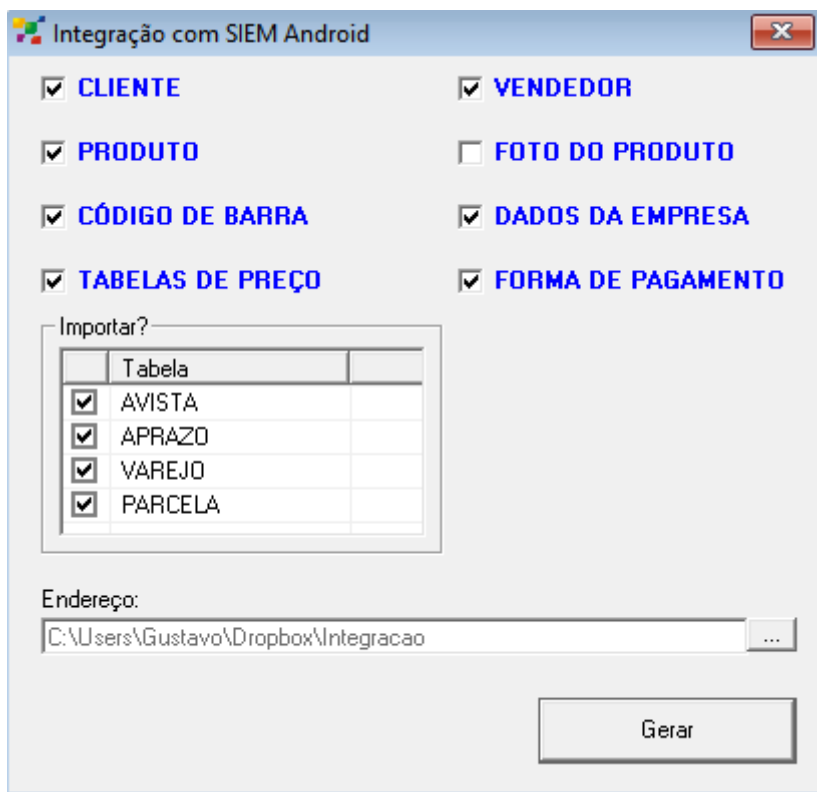 Integração com SIEM Android
CLIENTE
VENDEDOR
PRODUTO
FOTO DO PRODUTO
CÓDIGO DE BARRA
DADOS DA EMPRESA
TABELAS DE PREÇO
FORMA DE PAGAMENTO
Importar?
Tabela
AVISTA
APRAZO
VAREJO
PARCELA
Endereço:
C:\Users\Gustavo\Dropbox\Integracao
...
Gerar